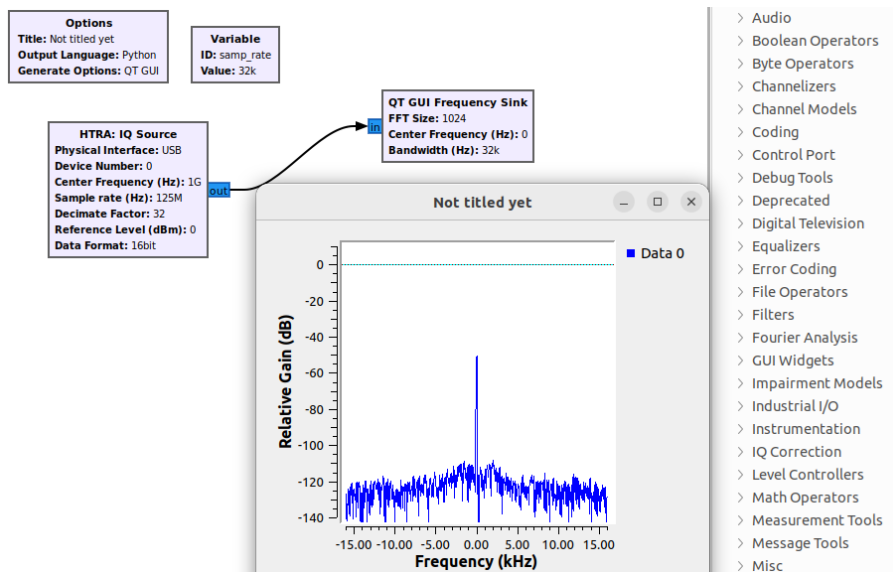 Options
Title: Not titled yet
Output Language: Python
Generate Options: QT GUI
Variable
ID: samp_rate
Value: 32k
HTRA: IQ Source
Physical Interface: USB
Device Number: 0
Center Frequency (Hz): 1G
Sample rate (Hz): 125M
Decimate Factor: 32
Reference Level (dBm): 0
Data Format: 16bit
out
in
QT GUI Frequency Sink
FFT Size: 1024
Center Frequency (Hz): 0
Bandwidth (Hz): 32k
Not titled yet
Data 0
Relative Gain (dB)
0
-20
-40
-60
-80
-100
-120
-140
-15.00 -10.00 -5.00 0.00 5.00 10.00 15.00
Frequency (kHz)
Audio
Boolean Operators
Byte Operators
Channelizers
Channel Models
Coding
Control Port
Debug Tools
Deprecated
Digital Television
Equalizers
Error Coding
File Operators
Filters
Fourier Analysis
GUI Widgets
Impairment Models
Industrial I/O
Instrumentation
IQ Correction
Level Controllers
Math Operators
Measurement Tools
Message Tools
Misc